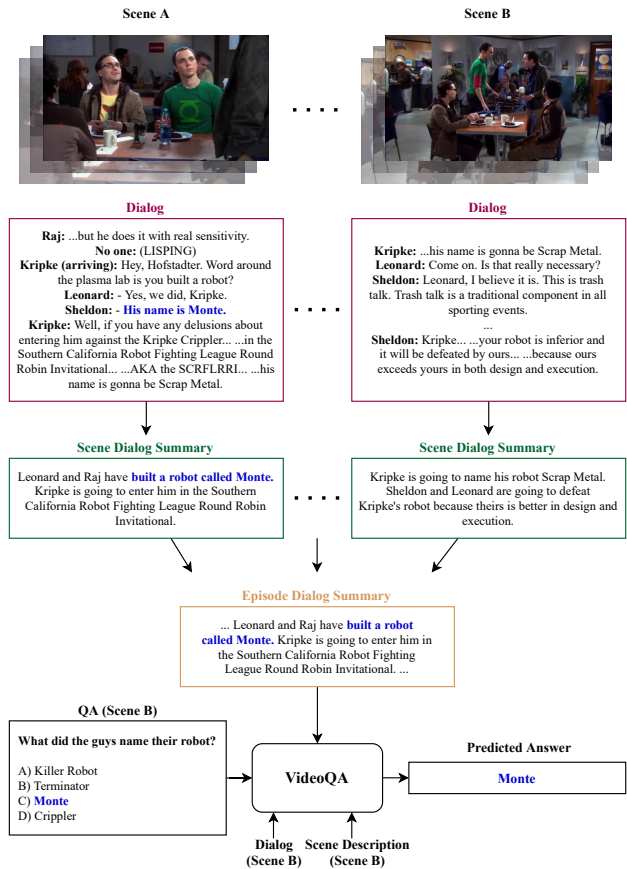 Scene A
Scene B
Dialog
Raj: ...but he does it with real sensitivity.
No one: (LISPING)
Kripke (arriving): Hey, Hofstadter. Word around
the plasma lab is you built a robot?
Leonard: - Yes, we did, Kripke.
Sheldon: - His name is Monte.
Kripke: Well, if you have any delusions about
entering him against the Kripke Crippler... ...in the
Southern California Robot Fighting League Round
Robin Invitational... ...AKA the SCRFLRRI... ...his
name is gonna be Scrap Metal.
Dialog
Kripke: ...his name is gonna be Scrap Metal.
Leonard: Come on. Is that really necessary?
Sheldon: Leonard, I believe it is. This is trash
talk. Trash talk is a traditional component in all
sporting events.
...
Sheldon: Kripke... ...your robot is inferior and
it will be defeated by ours... ...because ours
exceeds yours in both design and execution.
Scene Dialog Summary
Leonard and Raj have built a robot called Monte.
Kripke is going to enter him in the Southern
California Robot Fighting League Round Robin
Invitational.
Scene Dialog Summary
Kripke is going to name his robot Scrap Metal.
Sheldon and Leonard are going to defeat
Kripke's robot because theirs is better in design and
execution.
Episode Dialog Summary
... Leonard and Raj have built a robot
called Monte. Kripke is going to enter him in
the Southern California Robot Fighting
League Round Robin Invitational. ...
QA (Scene B)
What did the guys name their robot?
A) Killer Robot
B) Terminator
C) Monte
D) Crippler
VideoQA
Predicted Answer
Monte
Dialog
(Scene B)
Scene Description
(Scene B)